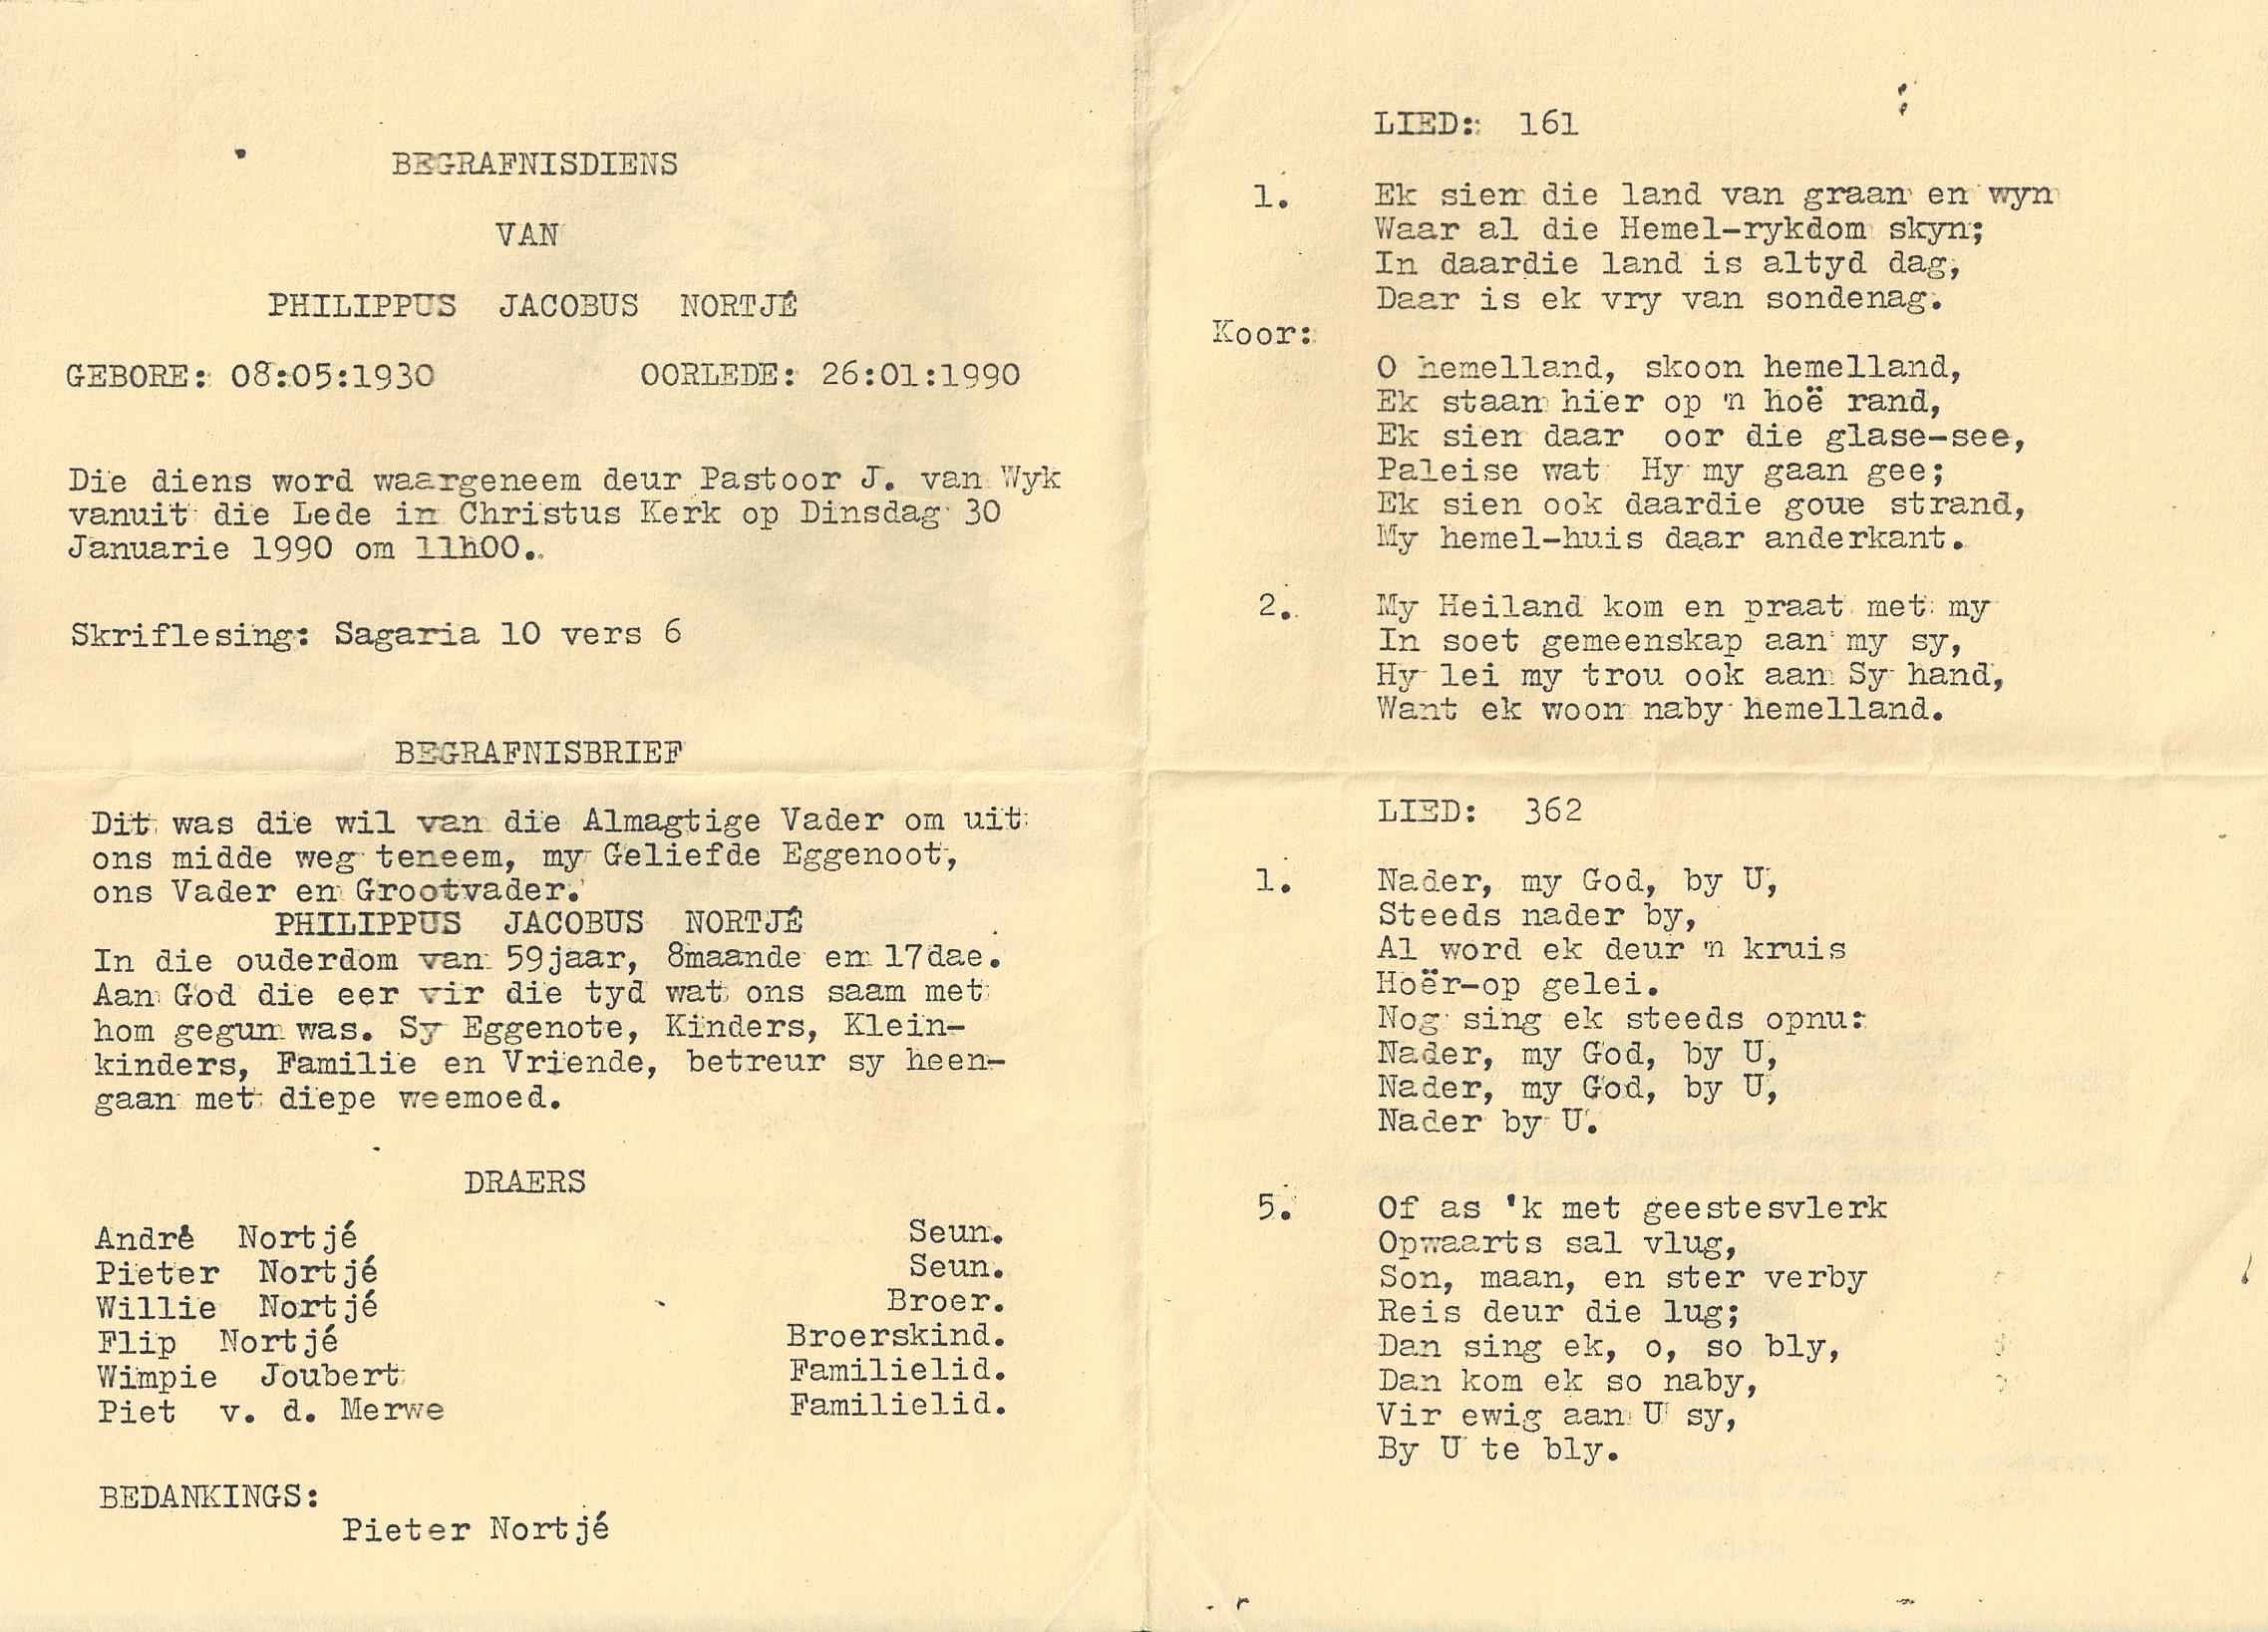 BEGRAFNISDIENS
VAN
PHILIPPUS JACOBUS NORTJÉ
GEBORE: 08:05:1930 OORLEDE: 26:01:1990
Die diens word waargeneem deur Pastoor J. van Wyk
vanuit die Lede in Christus Kerk op Dinsdag 30
Januarie 1990 om 11h00..
Skriflesing: Sagaria 10 vers 6
BEGRAFNISBRIEF
Dit was die wil van die Almagtige Vader om uit
ons midde weg teneem, my Geliefde Eggenoot,
ons Vader en Grootvader.
PHILIPPUS JACOBUS NORTJÉ
In die ouderdom van 59jaar, 8maande en 17dae.
Aan God die eer vir die tyd wat ons saam met
hom gegun was. Sy Eggenote, Kinders, Klein-
kinders, Familie en Vriende, betreur sy heen-
gaan met diepe weemoed.
DRAERS
André Nortjé Seun.
Pieter Nortjé Seun.
Willie Nortjé Broer.
Flip Nortjé Broerskind.
Wimpie Joubert Familielid.
Piet v. d. Merwe Familielid.
BEDANKINGS:
Pieter Nortjé
LIED: 161
1. Ek sien die land van graan en wyn
Waar al die Hemel-rykdom skyn;
In daardie land is altyd dag,
Daar is ek vry van sondenag.
Koor:
O hemelland, skoon hemelland,
Ek staan hier op 'n hoë rand,
Ek sien daar oor die glase-see,
Paleise wat Hy my gaan gee;
Ek sien ook daardie goue strand,
My hemel-huis daar anderkant.
2. My Heiland kom en praat met my
In soet gemeenskap aan my sy,
Hy lei my trou ook aan Sy hand,
Want ek woon naby hemelland.
LIED: 362
1. Nader, my God, by U,
Steeds nader by,
Al word ek deur 'n kruis
Hoër-op gelei.
Nog sing ek steeds opnu:
Nader, my God, by U,
Nader, my God, by U,
Nader by U.
5. Of as 'k met geestesvlerk
Opwaarts sal vlug,
Son, maan, en ster verby
Reis deur die lug;
Dan sing ek, o, so bly,
Dan kom ek so naby,
Vir ewig aan U sy,
By U te bly.